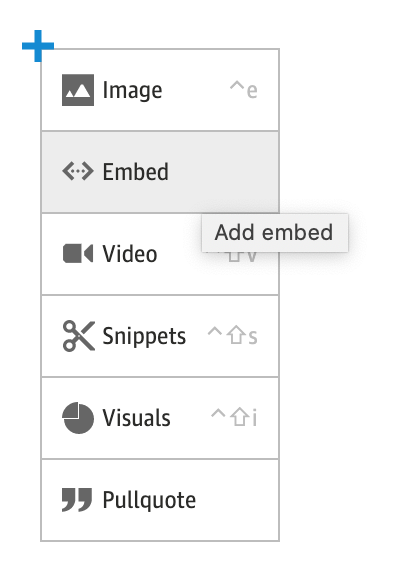 Image ^e
Embed
Add embed
Video ^⇧v
Snippets ^⇧s
Visuals ^⇧i
Pullquote